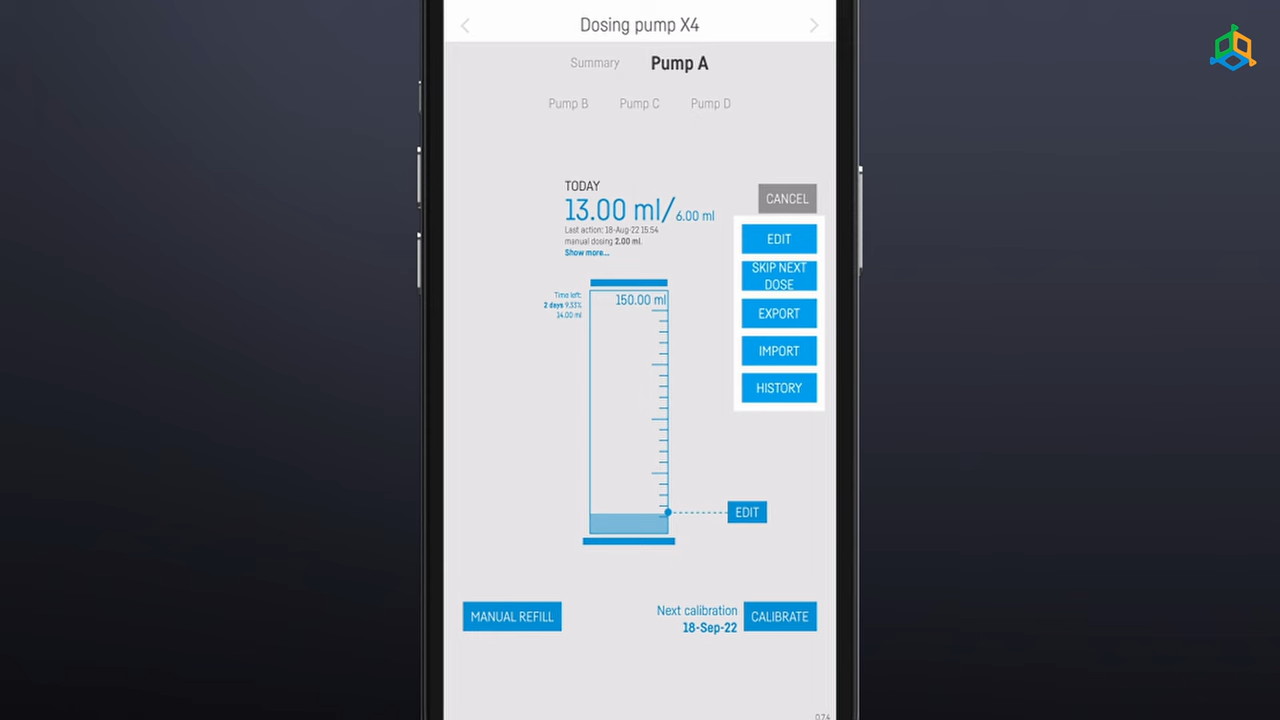 Dosing pump X4
Summary
Pump A
Pump B
Pump C
Pump D
TODAY
13.00 ml/6.00 ml
Last action: 18-Aug-22 15:54
manual dosing 2.00 ml.
Show more...
CANCEL
EDIT
SKIP NEXT
DOSE
EXPORT
IMPORT
HISTORY
Time left:
2 days 9.33%
14.00 ml
150.00 ml
EDIT
MANUAL REFILL
Next calibration
18-Sep-22
CALIBRATE
0.7.4